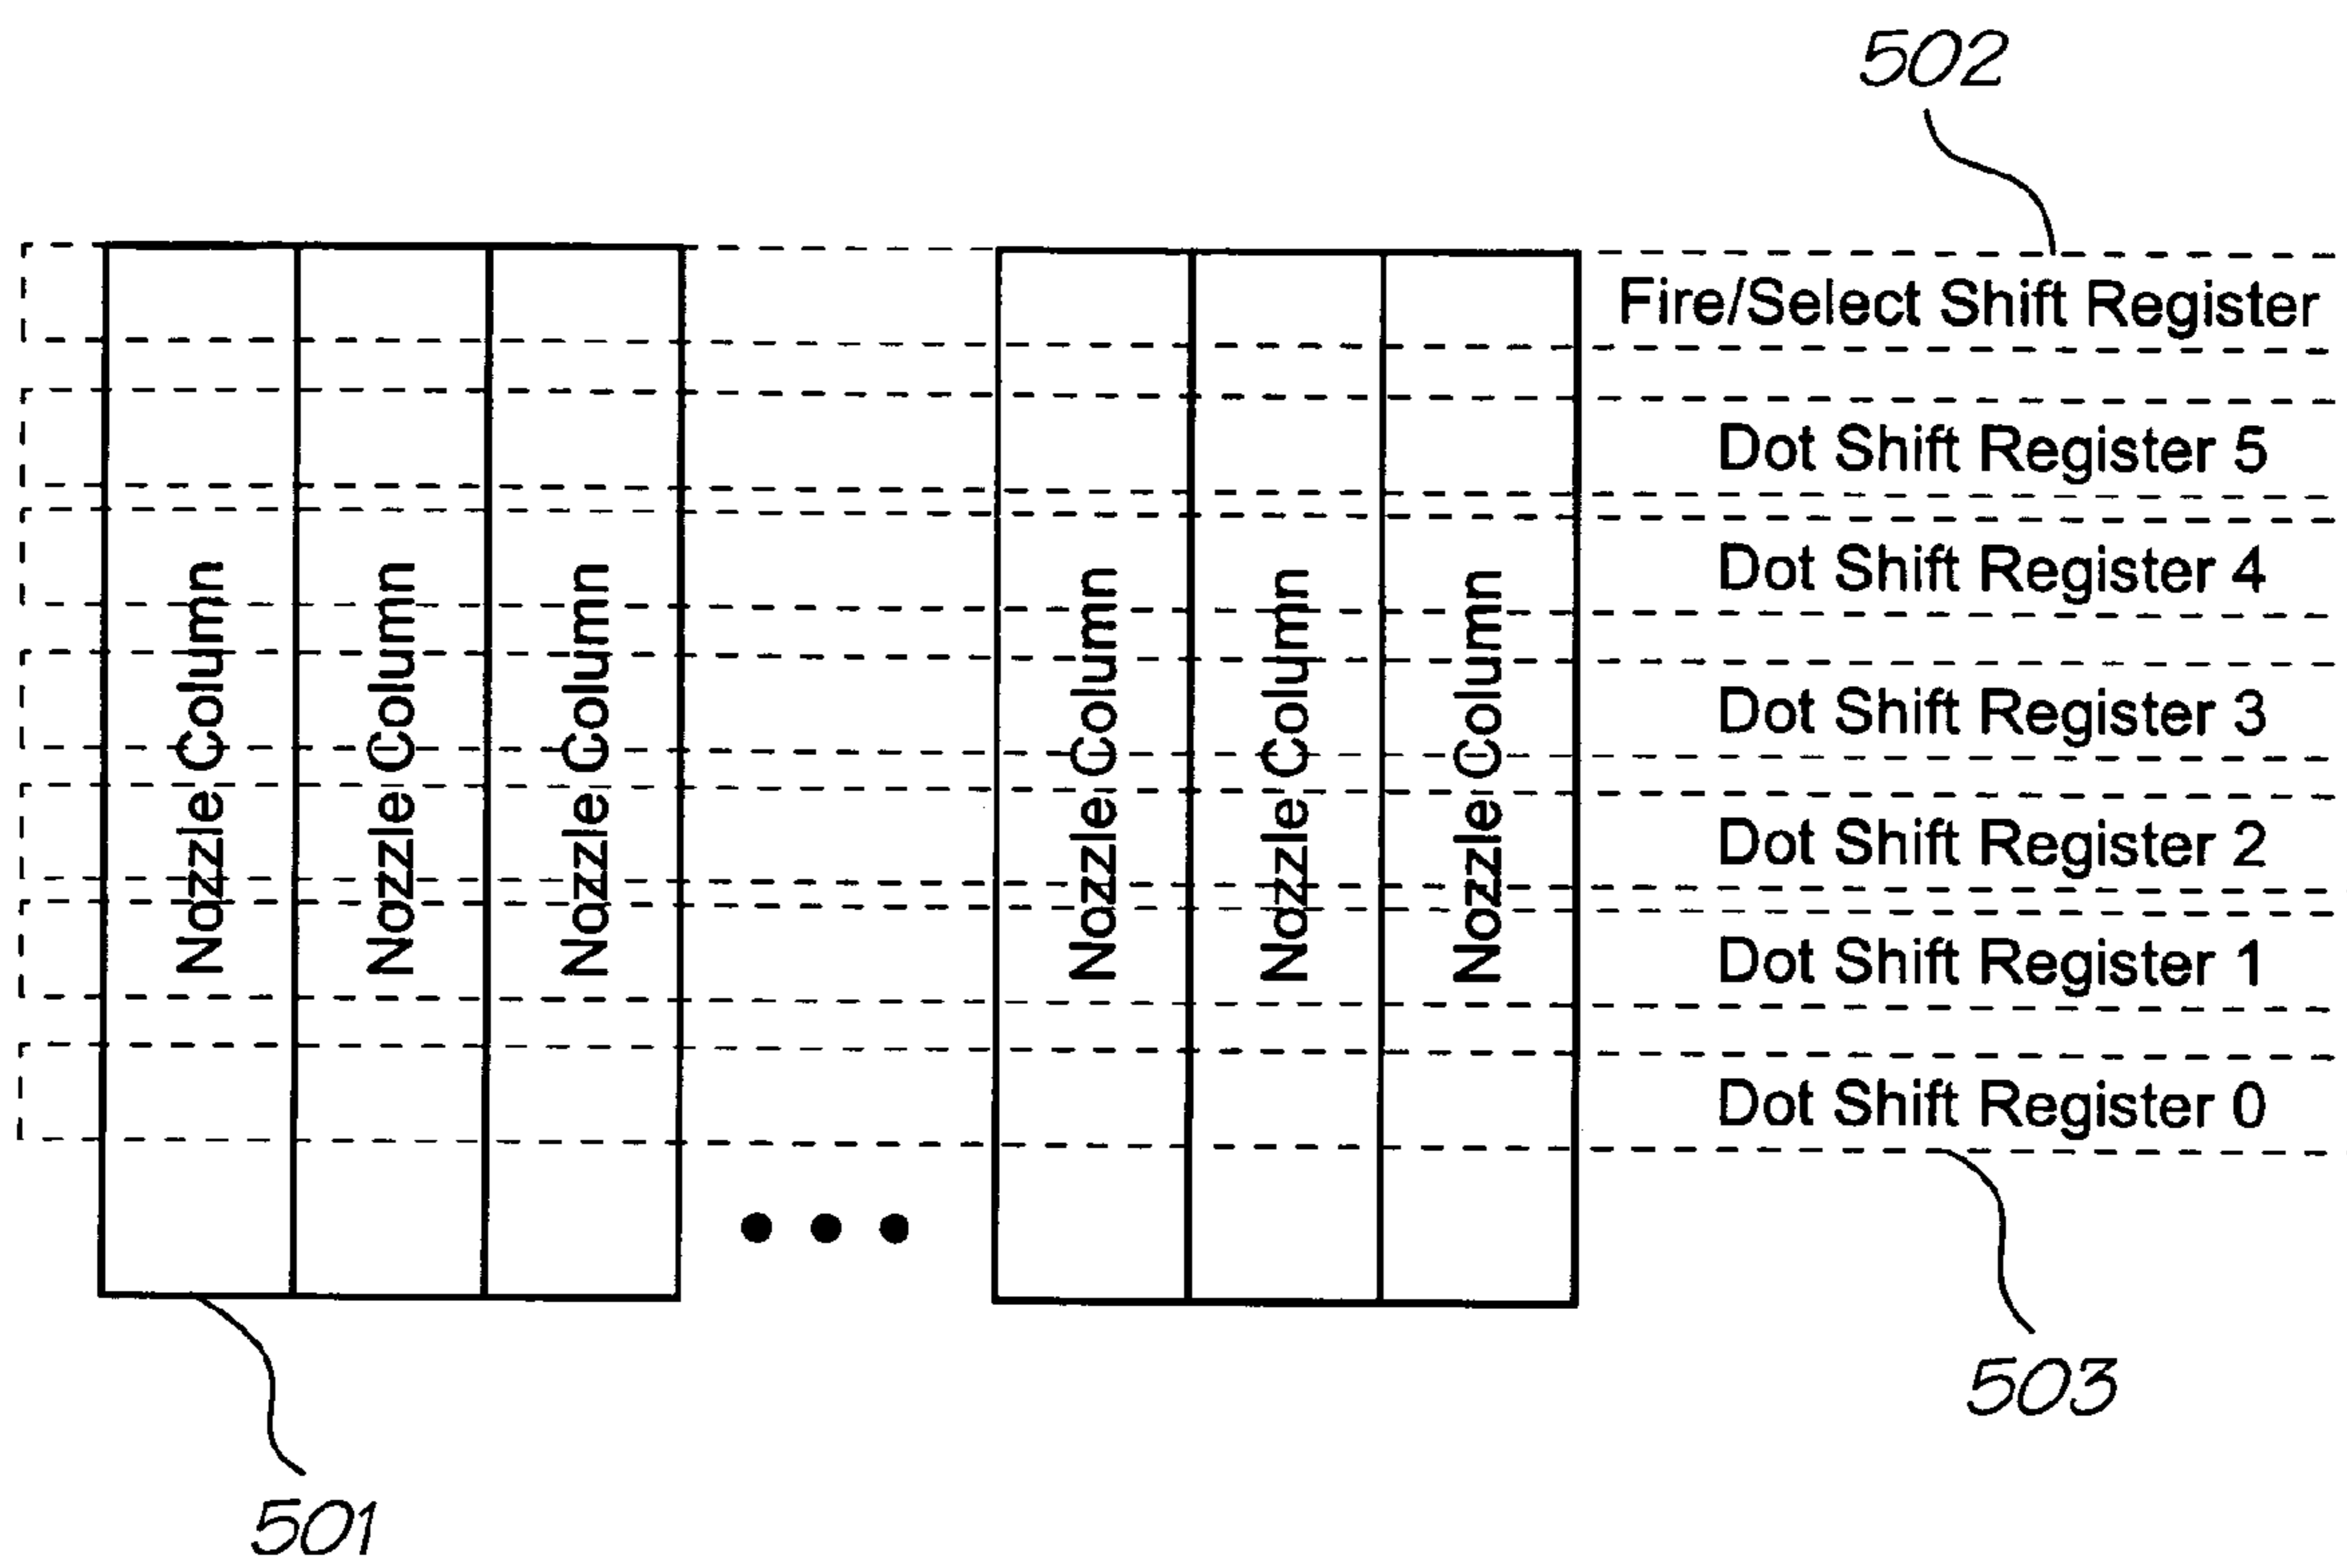 502
Fire/Select Shift Register
Dot Shift Register 5
Dot Shift Register 4
Dot Shift Register 3
Dot Shift Register 2
Dot Shift Register 1
Dot Shift Register 0
Nozzle Column
Nozzle Column
Nozzle Column
Nozzle Column
Nozzle Column
Nozzle Column
503
501